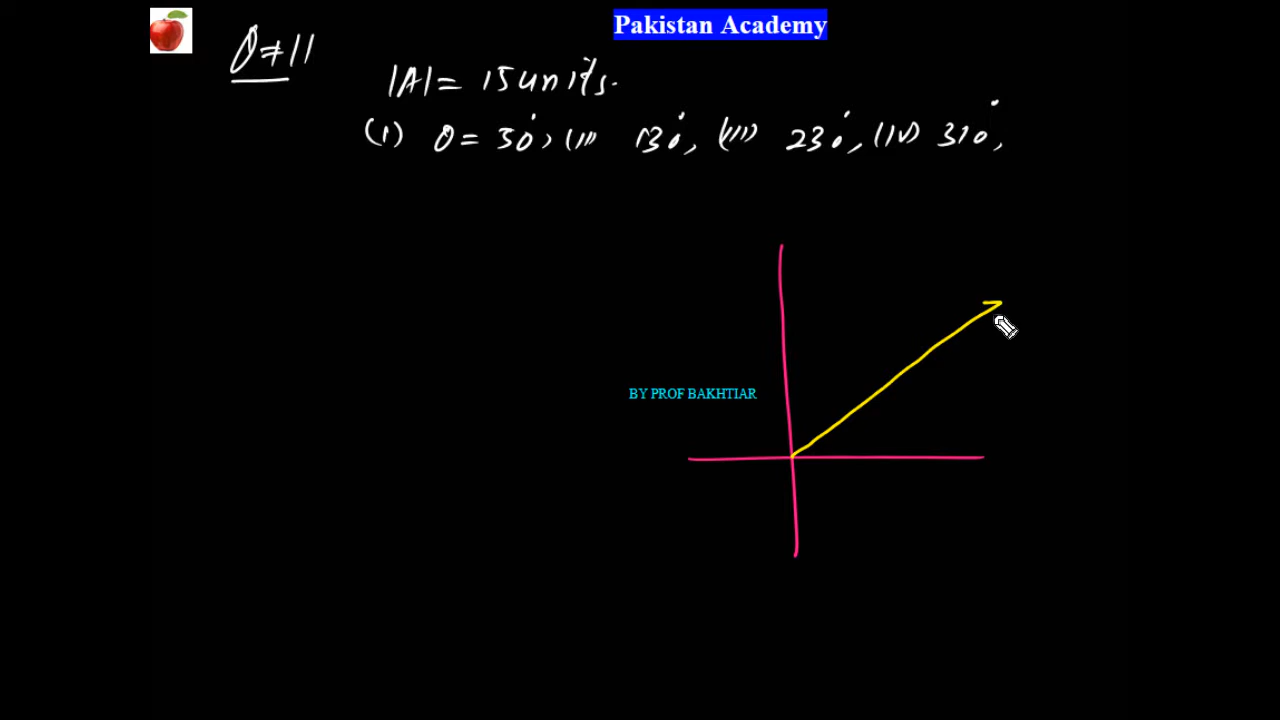 Pakistan Academy
Q#11
|A| = 15 units.
(i) θ = 30°, (ii) 130°, (iii) 230°, (iv) 310°,
BY PROF BAKHTIAR